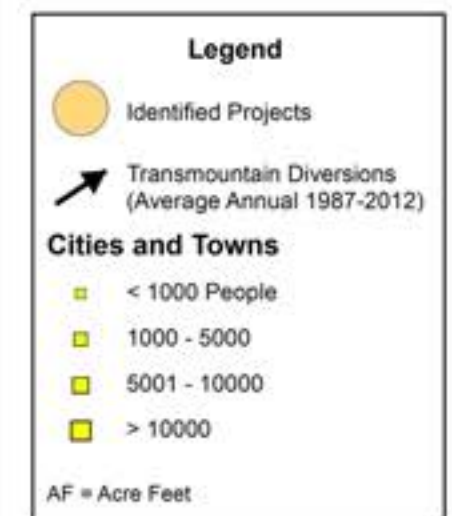 Legend
Identified Projects
Transmountain Diversions
(Average Annual 1987-2012)
Cities and Towns
< 1000 People
1000 - 5000
5001 - 10000
> 10000
AF = Acre Feet